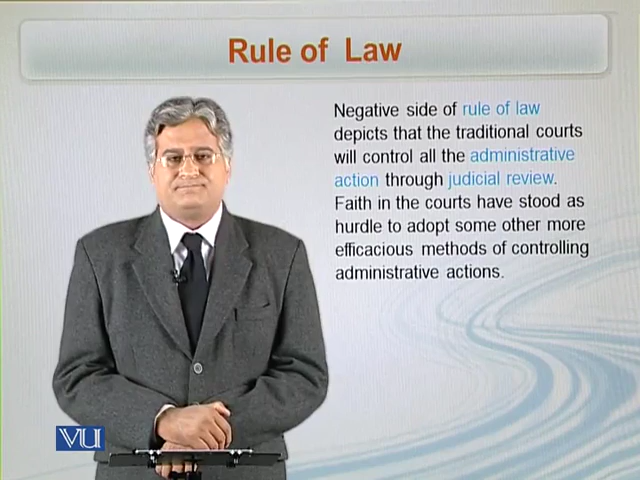 Rule of Law
Negative side of rule of law
depicts that the traditional courts
will control all the administrative
action through judicial review.
Faith in the courts have stood as
hurdle to adopt some other more
efficacious methods of controlling
administrative actions.
VU